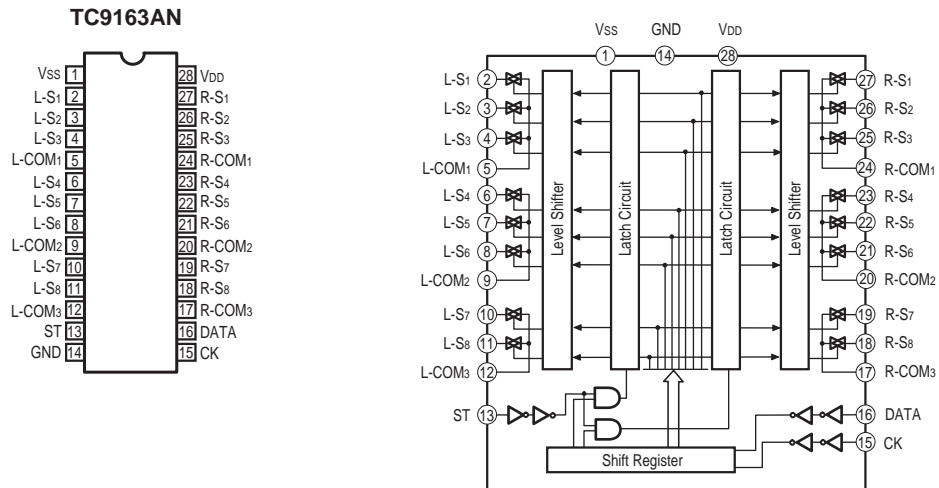 TC9163AN
VSS 1 28 VDD
L-S1 2 27 R-S1
L-S2 3 26 R-S2
L-S3 4 25 R-S3
L-COM1 5 24 R-COM1
L-S4 6 23 R-S4
L-S5 7 22 R-S5
L-S6 8 21 R-S6
L-COM2 9 20 R-COM2
L-S7 10 19 R-S7
L-S8 11 18 R-S8
L-COM3 12 17 R-COM3
ST 13 16 DATA
GND 14 15 CK
VSS GND VDD
1 14 28
L-S1 2 27 R-S1
L-S2 3 26 R-S2
L-S3 4 25 R-S3
L-COM1 5 24 R-COM1
L-S4 6 23 R-S4
L-S5 7 22 R-S5
L-S6 8 21 R-S6
L-COM2 9 20 R-COM2
L-S7 10 19 R-S7
L-S8 11 18 R-S8
L-COM3 12 17 R-COM3
Level Shifter
Latch Circuit
Latch Circuit
Level Shifter
ST 13 16 DATA
15 CK
Shift Register